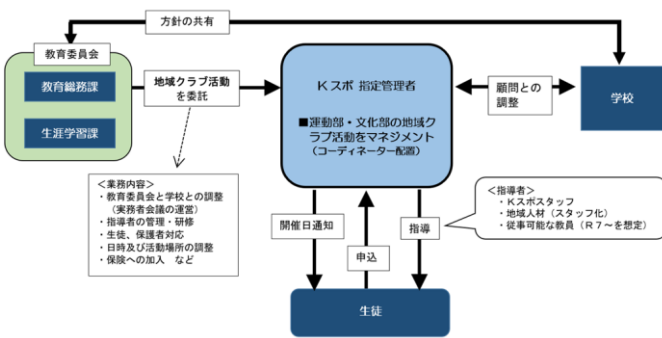 方針の共有
教育委員会
教育総務課
生涯学習課
地域クラブ活動
を委託
Kスポ 指定管理者
■運動部・文化部の地域ク
ラブ活動をマネジメント
（コーディネーター配置）
顧問との
調整
学校
＜業務内容＞
・教育委員会と学校との調整
（実務者会議の運営）
・指導者の管理・研修
・生徒、保護者対応
・日時及び活動場所の調整
・保険への加入 など
開催日通知
申込
指導
＜指導者＞
・Kスポスタッフ
・地域人材（スタッフ化）
・従事可能な教員（R7～を想定）
生徒